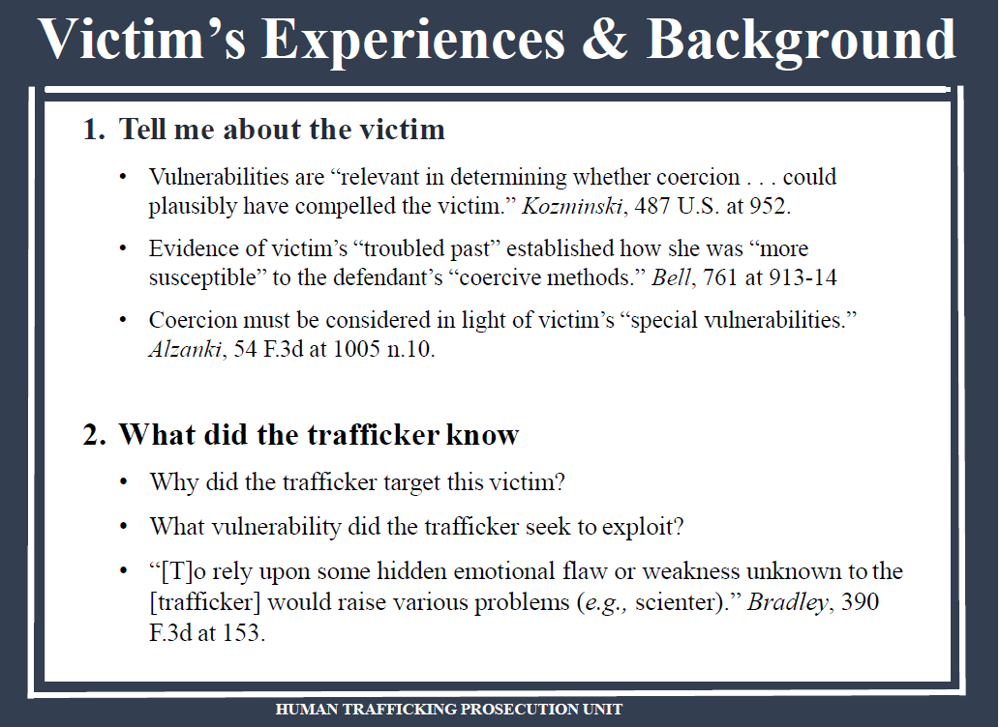 Victim’s Experiences & Background
1. Tell me about the victim
• Vulnerabilities are “relevant in determining whether coercion . . . could
plausibly have compelled the victim.” Kozminski, 487 U.S. at 952.
• Evidence of victim’s “troubled past” established how she was “more
susceptible” to the defendant’s “coercive methods.” Bell, 761 at 913-14
• Coercion must be considered in light of victim’s “special vulnerabilities.”
Alzanki, 54 F.3d at 1005 n.10.
2. What did the trafficker know
• Why did the trafficker target this victim?
• What vulnerability did the trafficker seek to exploit?
• “[T]o rely upon some hidden emotional flaw or weakness unknown to the
[trafficker] would raise various problems (e.g., scienter).” Bradley, 390
F.3d at 153.
HUMAN TRAFFICKING PROSECUTION UNIT